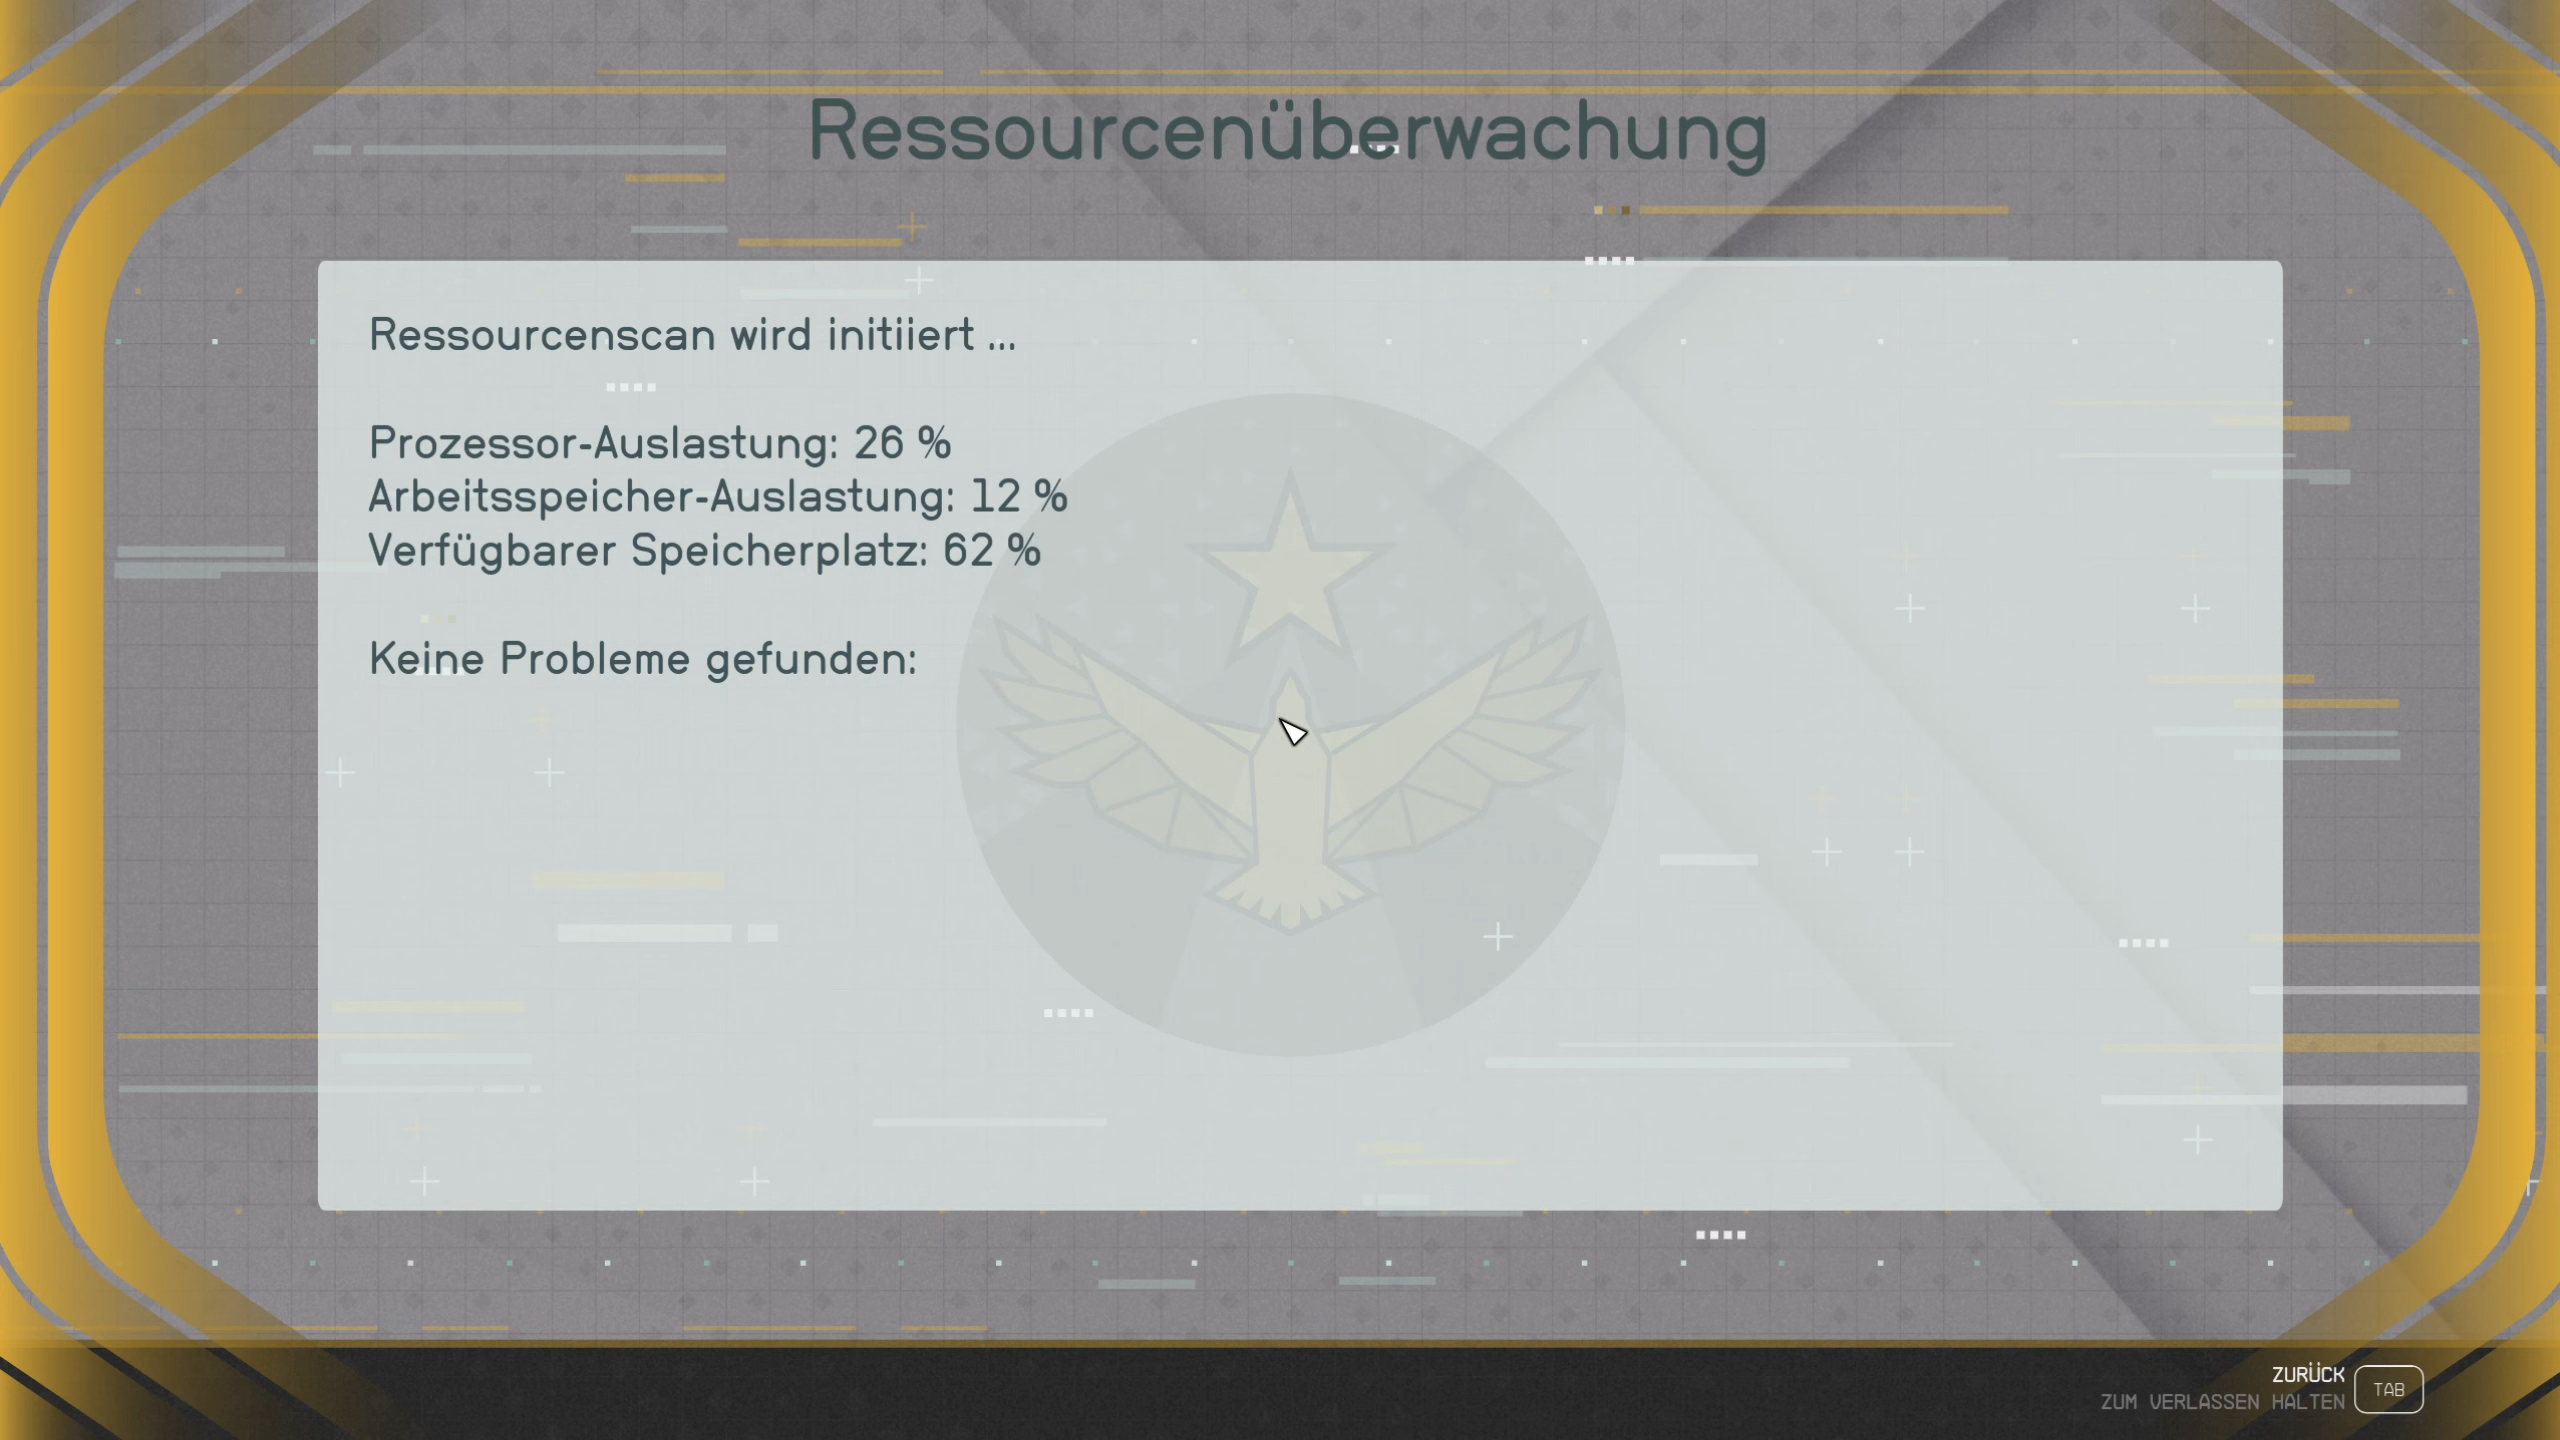 Ressourcenüberwachung
Ressourcenscan wird initiiert ...
Prozessor-Auslastung: 26 %
Arbeitsspeicher-Auslastung: 12 %
Verfügbarer Speicherplatz: 62 %
Keine Probleme gefunden:
ZURÜCK
ZUM VERLASSEN HALTEN
TAB